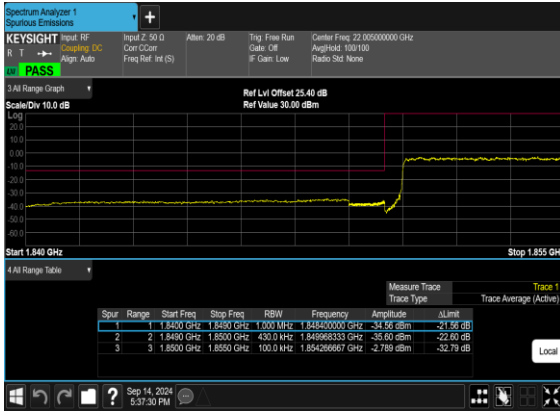 Spectrum Analyzer 1
Spurious Emissions
+
KEYSIGHT Input: RF Input Z: 50 Ω Atten: 20 dB Trig: Free Run Center Freq: 22.005000000 GHz
R T Coupling: DC Corr CCorr Gate: Off Avg|Hold: 100/100
Align: Auto Freq Ref: Int (S) IF Gain: Low Radio Std: None
PASS
3 All Range Graph
Ref Lvl Offset 25.40 dB
Scale/Div 10.0 dB Ref Value 30.00 dBm
Log
20.0
10.0
0.00
-10.0
-20.0
-30.0
-40.0
-50.0
-60.0
Start 1.840 GHz Stop 1.855 GH
4 All Range Table
Measure Trace Trace 1
Trace Type Trace Average (Active)
Spur Range Start Freq Stop Freq RBW Frequency Amplitude ΔLimit
1 1 1.8400 GHz 1.8490 GHz 1.000 MHz 1.848400000 GHz -34.56 dBm -21.56 dB
2 2 1.8490 GHz 1.8500 GHz 430.0 kHz 1.849968333 GHz -35.60 dBm -22.60 dB
3 3 1.8500 GHz 1.8550 GHz 100.0 kHz 1.854266667 GHz -2.789 dBm -32.79 dB
Local
?
Sep 14, 2024
5:37:30 PM